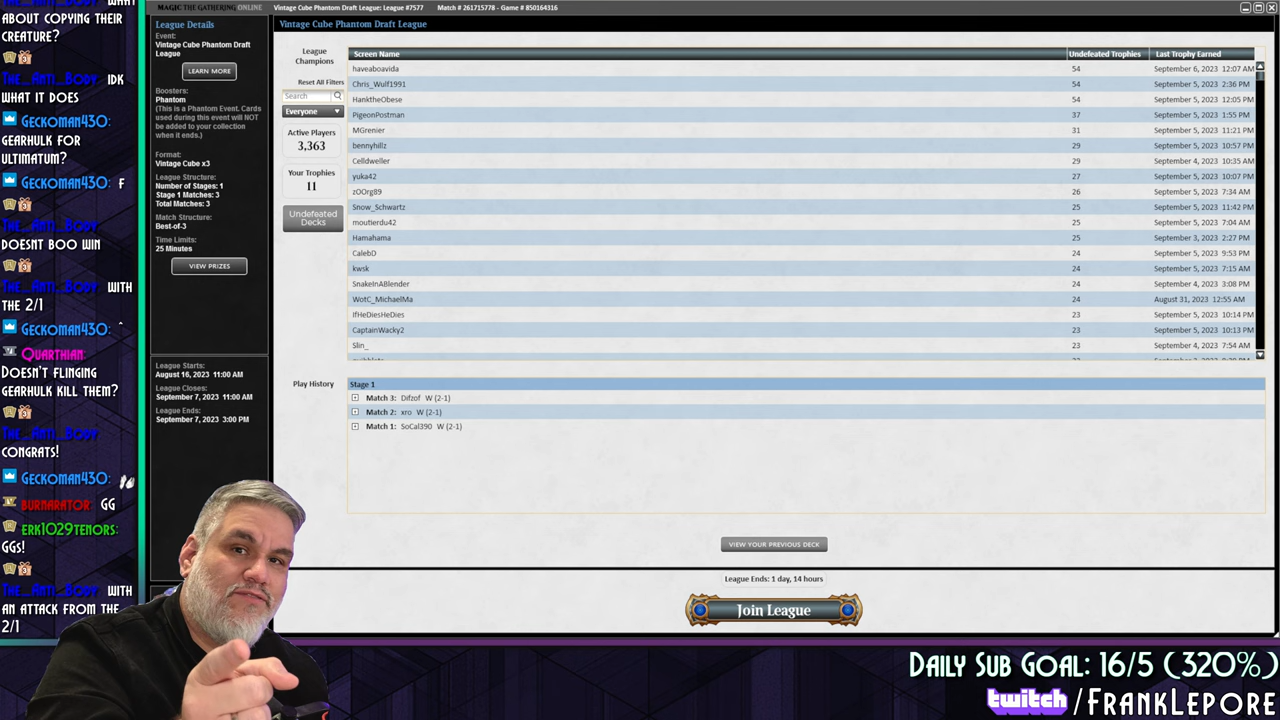 WHAT
ABOUT COPYING THEIR
CREATURE?
THE_ANTI_BODY: IDK
WHAT IT DOES
GECKOMAN430:
GEARHULK FOR
ULTIMATUM?
GECKOMAN430: F
THE_ANTI_BODY:
DOESNT BOO WIN
THE_ANTI_BODY: WITH
THE 2/1
GECKOMAN430: ^
QUARTHIAN:
DOESN'T FLINGING
GEARHULK KILL THEM?
THE_ANTI_BODY:
CONGRATS!
GECKOMAN430:
BURNARATOR: GG
ERK1029TENORS:
GGS!
THE_ANTI_BODY: WITH
AN ATTACK FROM THE
2/1
MAGIC THE GATHERING ONLINE
Vintage Cube Phantom Draft League: League #7577 Match # 261715778 - Game # 850164316
League Details
Event:
Vintage Cube Phantom Draft
League
LEARN MORE
Boosters:
Phantom
(This is a Phantom Event. Cards
used during this event will NOT
be added to your collection
when it ends.)
Format:
Vintage Cube x3
League Structure:
Number of Stages: 1
Stage 1 Matches: 3
Total Matches: 3
Match Structure:
Best-of-3
Time Limits:
25 Minutes
VIEW PRIZES
League Starts:
August 16, 2023 11:00 AM
League Closes:
September 7, 2023 11:00 AM
League Ends:
September 7, 2023 3:00 PM
Vintage Cube Phantom Draft League
League
Champions
Reset All Filters
Search
Everyone
Active Players
3,363
Your Trophies
11
Undefeated
Decks
Screen Name Undefeated Trophies Last Trophy Earned
haveaboavida 54 September 6, 2023 12:07 AM
Chris_Wulf1991 54 September 5, 2023 2:36 PM
HanktheObese 54 September 5, 2023 12:05 PM
PigeonPostman 37 September 5, 2023 1:55 PM
MGrenier 31 September 5, 2023 11:21 PM
bennyhillz 29 September 5, 2023 10:57 PM
Celldweller 29 September 4, 2023 10:35 AM
yuka42 27 September 5, 2023 10:07 PM
zOOrg89 26 September 5, 2023 7:34 AM
Snow_Schwartz 25 September 5, 2023 11:42 PM
moutierdu42 25 September 5, 2023 7:04 AM
Hamahama 25 September 3, 2023 2:27 PM
CalebD 24 September 5, 2023 9:53 PM
kwsk 24 September 5, 2023 7:15 AM
SnakeInABlender 24 September 4, 2023 3:08 PM
WotC_MichaelMa 24 August 31, 2023 12:55 AM
IfHeDiesHeDies 23 September 5, 2023 10:14 PM
CaptainWacky2 23 September 5, 2023 10:13 PM
Slin_ 23 September 4, 2023 7:54 AM
Play History
Stage 1
Match 3: Difzof W (2-1)
Match 2: xro W (2-1)
Match 1: SoCal390 W (2-1)
VIEW YOUR PREVIOUS DECK
League Ends: 1 day, 14 hours
Join League
DAILY SUB GOAL: 16/5 (320%)
twitch/FRANKLEPORE